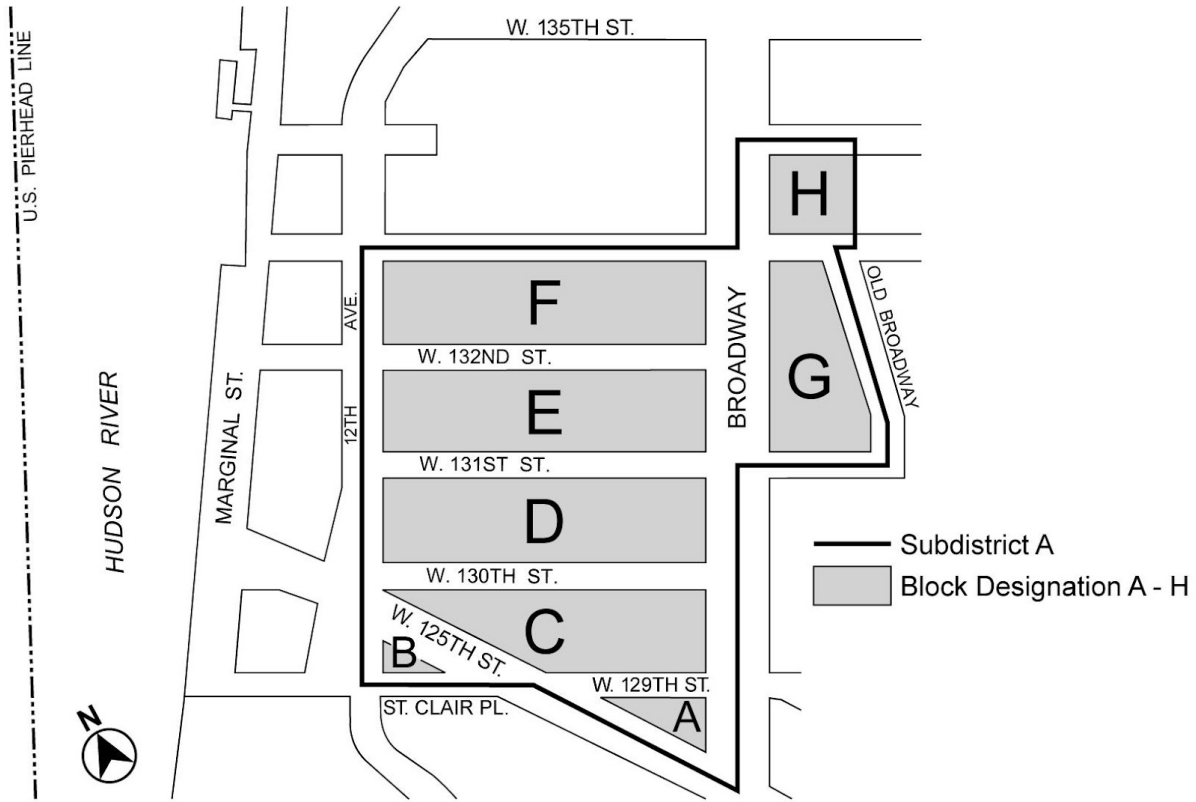 W. 135TH ST.
U.S. PIERHEAD LINE
H
F
AVE.
BROADWAY
OLD BROADWAY
W. 132ND ST.
G
E
12TH
MARGINAL ST.
HUDSON RIVER
W. 131ST ST.
D
Subdistrict A
W. 130TH ST.
Block Designation A - H
C
W. 125TH ST.
B
W. 129TH ST.
ST. CLAIR PL.
A
N